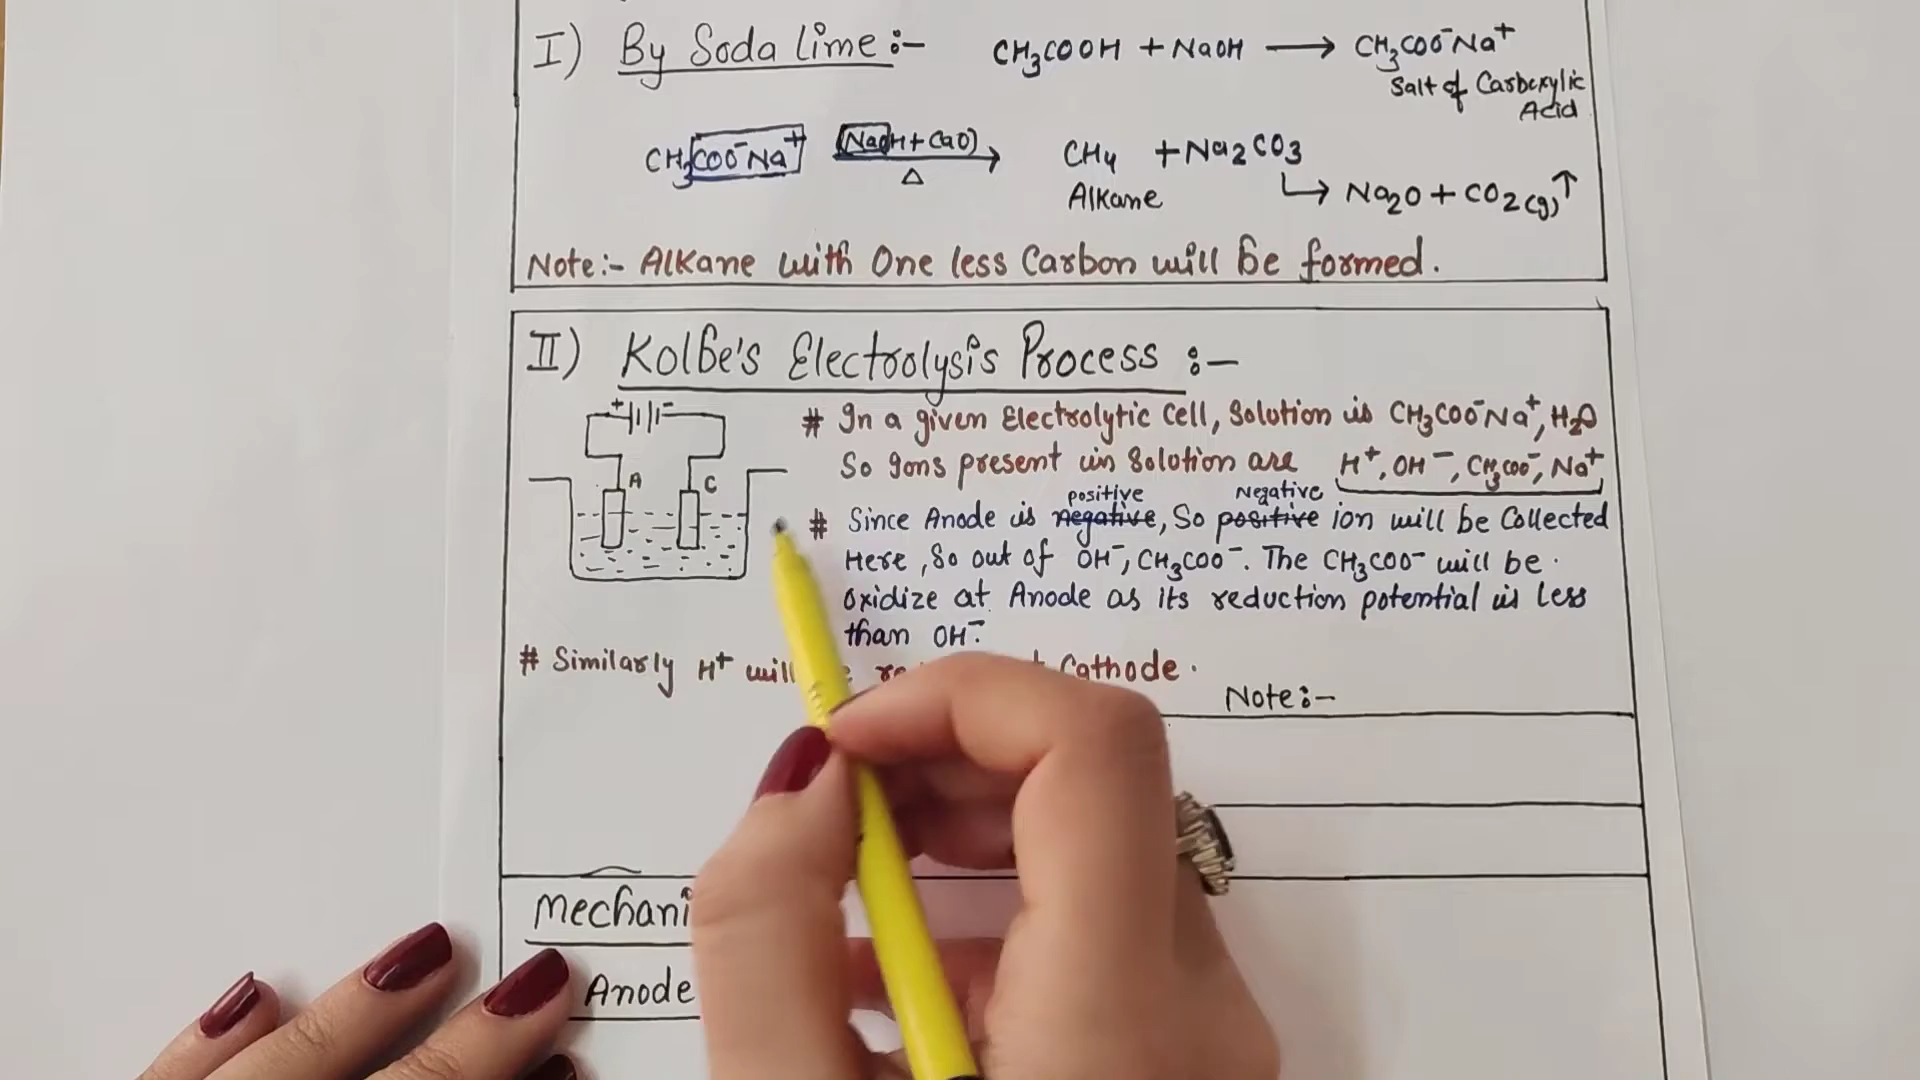 I) By Soda lime :- CH3COOH + NaOH ⟶ CH3COO⁻Na⁺
Salt of Carboxylic
Acid
CH3COO⁻Na⁺ (NaOH + CaO) CH4 + Na2CO3
△
Alkane ↳ Na2O + CO2(g)↑
Note:- Alkane with One less Carbon will be formed.
II) Kolbe's Electrolysis Process :-
+ -
A C
# In a given Electrolytic Cell, Solution is CH3COO⁻Na⁺, H2O
So Ions present in Solution are H⁺, OH⁻, CH3COO⁻, Na⁺
positive Negative
# Since Anode is negative, So positive ion will be Collected
Here, So out of OH⁻, CH3COO⁻. The CH3COO⁻ will be
Oxidize at Anode as its reduction potential is Less
than OH⁻.
# Similarly H⁺ will Cathode.
Note:-
Mechani
Anode